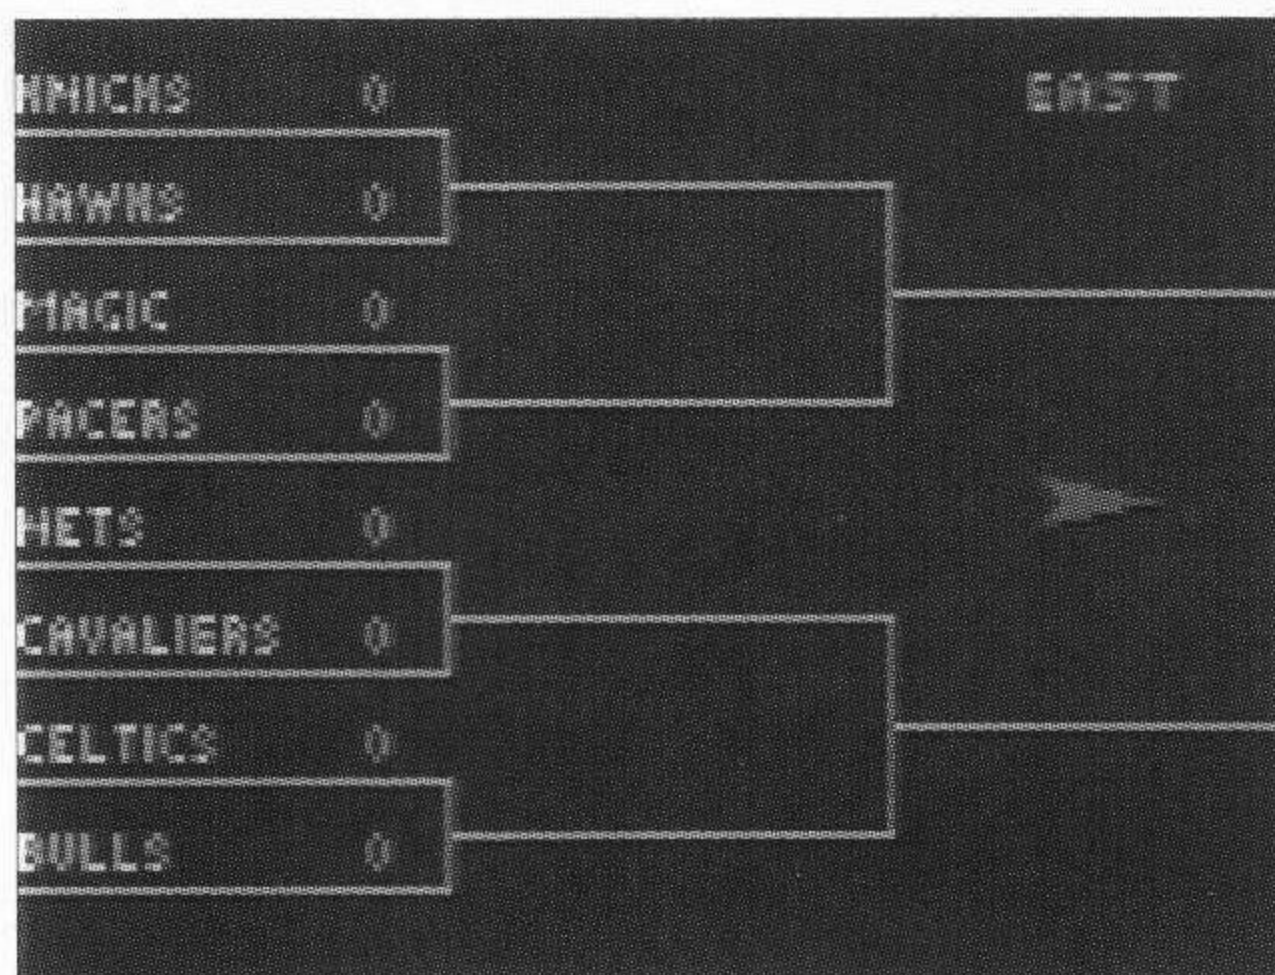 KNICKS 0
EAST
HAWKS 0
MAGIC 0
PACERS 0
NETS 0
CAVALIERS 0
CELTICS 0
BULLS 0